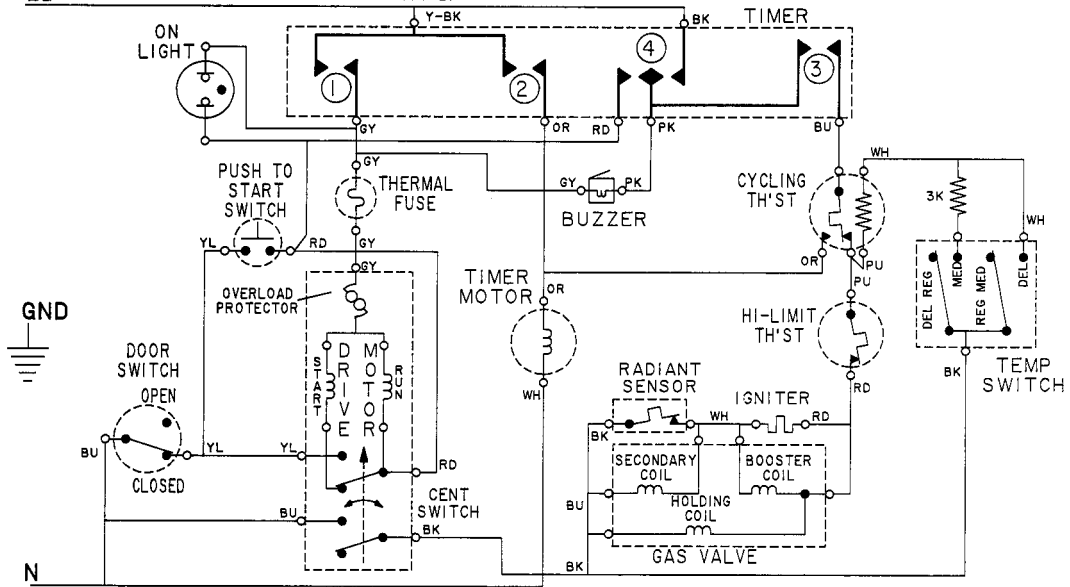 Y-BK
BK
TIMER
ON
LIGHT
1
2
4
3
GY
OR
RD
PK
BU
GY
WH
PUSH TO
START
SWITCH
THERMAL
FUSE
GY
PK
BUZZER
CYCLING
TH'ST
3K
WH
YL
RD
GY
GY
OR
PU
PU
OVERLOAD
PROTECTOR
TIMER
MOTOR
OR
DEL REG
MED
REG MED
DEL
GND
HI-LIMIT
TH'ST
DOOR
SWITCH
START
DRIVE
MOTOR
RUN
BK
TEMP
SWITCH
OPEN
WH
RADIANT
SENSOR
IGNITER
RD
WH
RD
BK
BU
YL
YL
CLOSED
RD
SECONDARY
COIL
BOOSTER
COIL
CENT
SWITCH
BU
BU
HOLDING
COIL
BK
GAS VALVE
BK
N